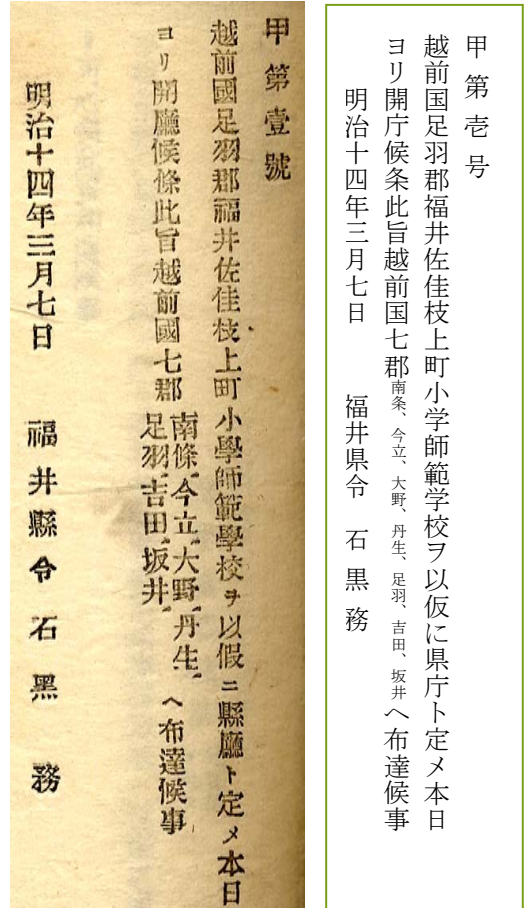 甲第壹號
越前國足羽郡福井佐佳枝上町小學師範學校ヲ以假ニ縣廳ト定メ本日
ヨリ開廳候條此旨越前國七郡南條、今立、大野、丹生、足羽、吉田、坂井、へ布達候事
明治十四年三月七日 福井縣令 石黑務
甲第壱号
越前国足羽郡福井佐佳枝上町小学師範学校ヲ以仮に県庁ト定メ本日
ヨリ開庁候条此旨越前国七郡南条、今立、大野、丹生、足羽、吉田、坂井へ布達候事
明治十四年三月七日 福井県令 石黒務